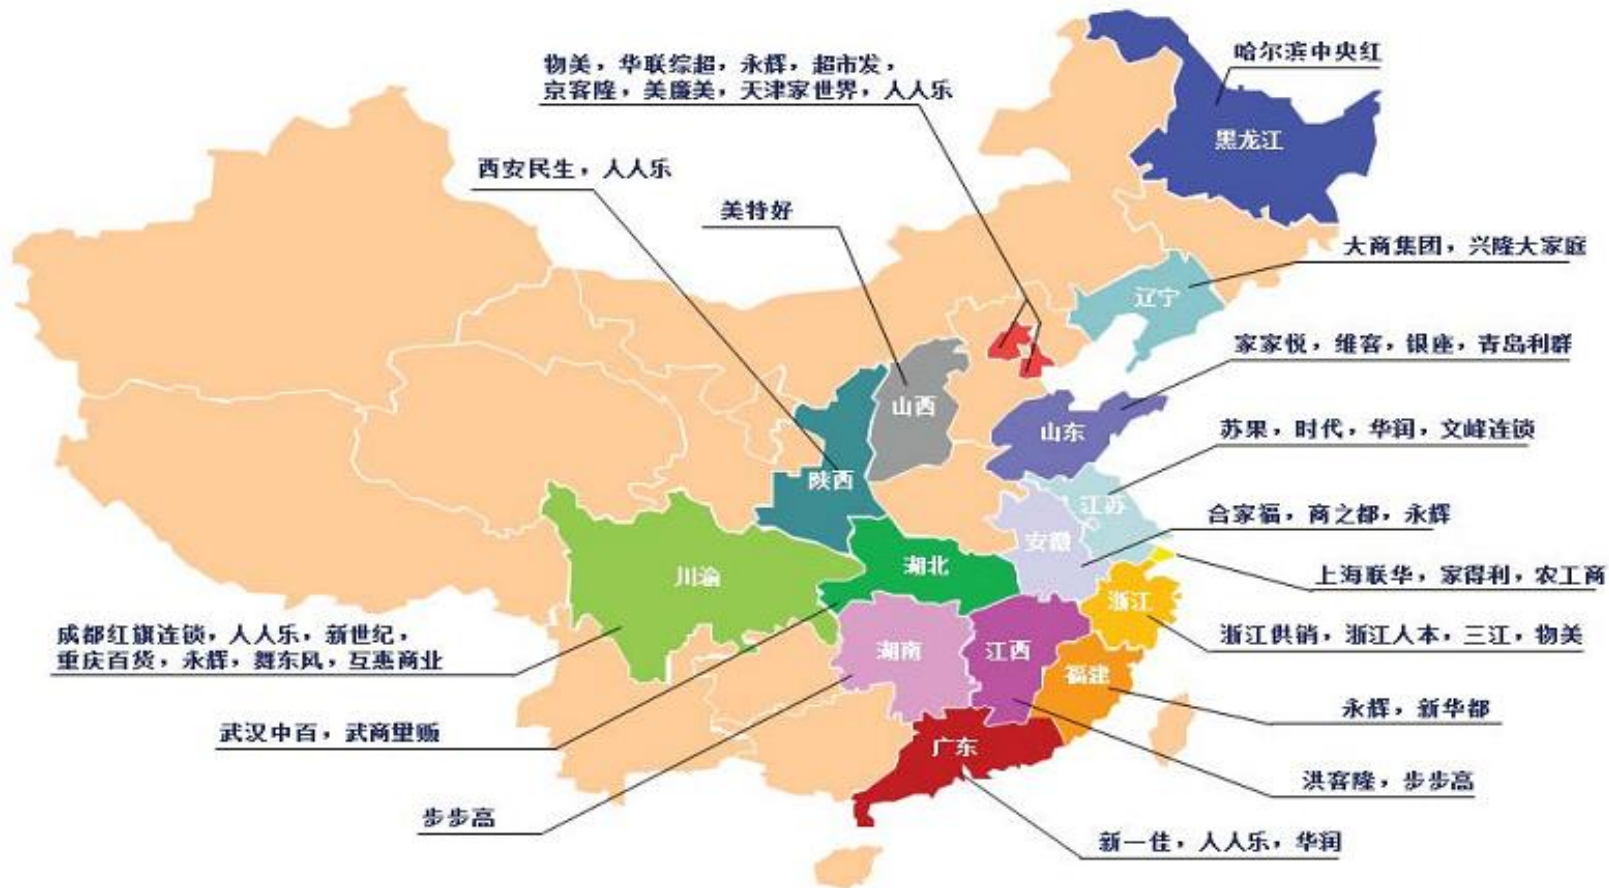 哈尔滨中央红
物美，华联综超，永辉，超市发，
京客隆，美廉美，天津家世界，人人乐
黑龙江
西安民生，人人乐
美特好
大商集团，兴隆大家庭
辽宁
家家悦，维客，银座，青岛利群
山西
山东
苏果，时代，华润，文峰连锁
陕西
江苏
合家福，商之都，永辉
安徽
湖北
川渝
上海联华，家得利，农工商
浙江
成都红旗连锁，人人乐，新世纪，
重庆百货，永辉，舞东风，互惠商业
浙江供销，浙江人本，三江，物美
湖南
江西
福建
永辉，新华都
武汉中百，武商量贩
广东
洪客隆，步步高
步步高
新一佳，人人乐，华润